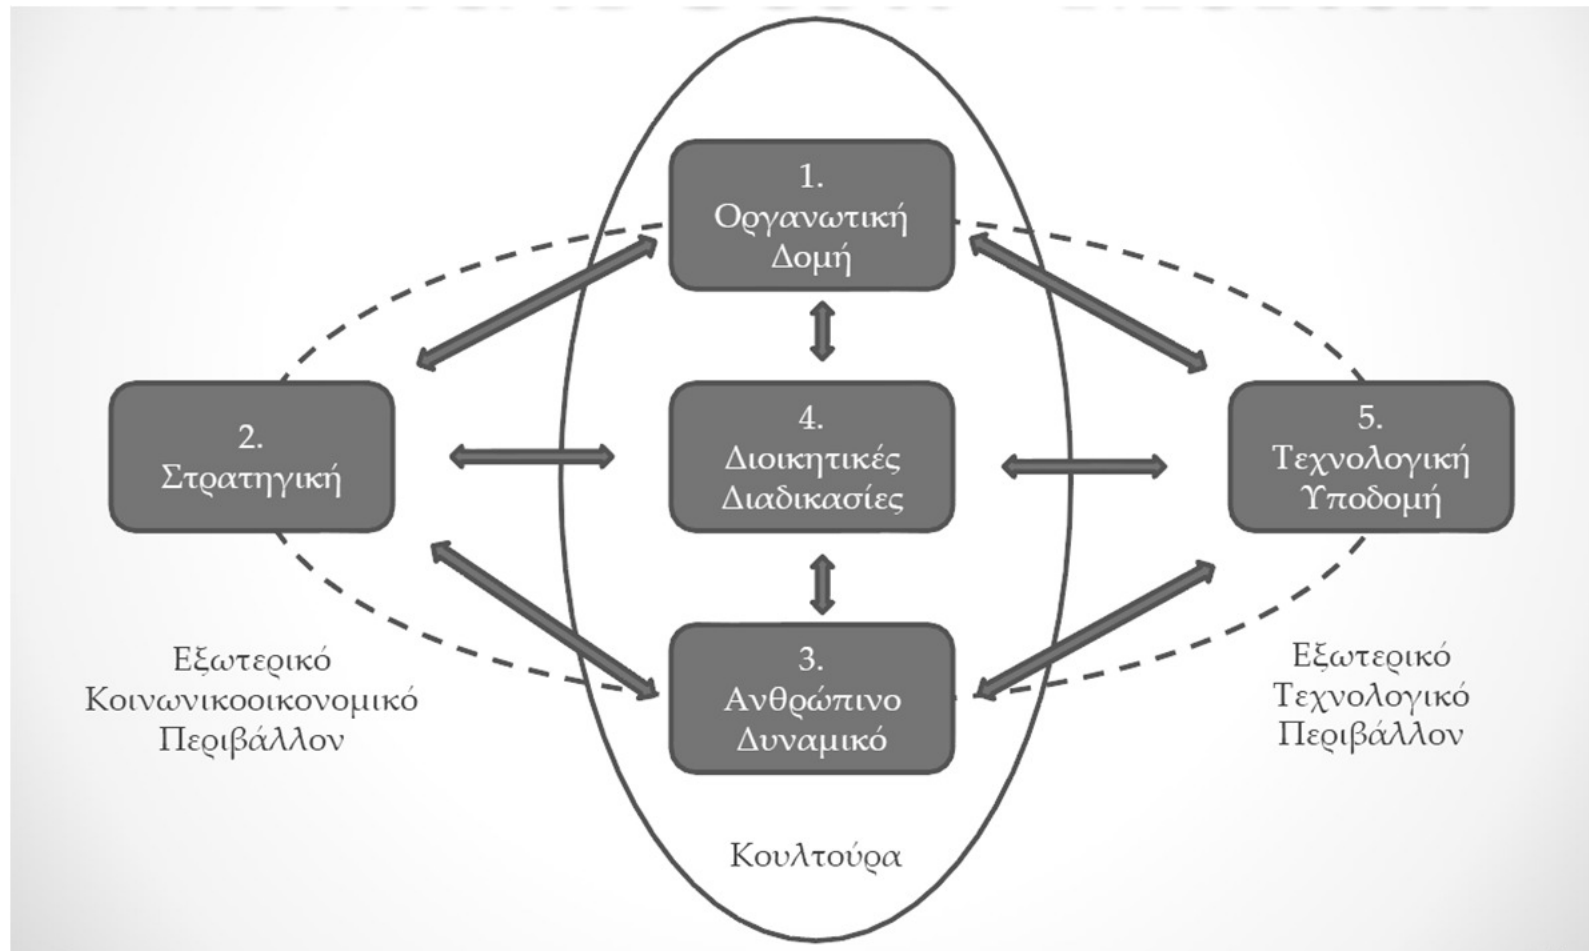 1.
Οργανωτική
Δομή
2.
Στρατηγική
4.
Διοικητικές
Διαδικασίες
5.
Τεχνολογική
Υποδομή
3.
Ανθρώπινο
Δυναμικό
Εξωτερικό
Κοινωνικοοικονομικό
Περιβάλλον
Εξωτερικό
Τεχνολογικό
Περιβάλλον
Κουλτούρα